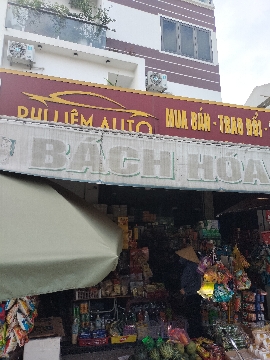 PHI LIÊM AUTO
MUA BÁN - TRAO ĐỔI -
BÁCH HÓA